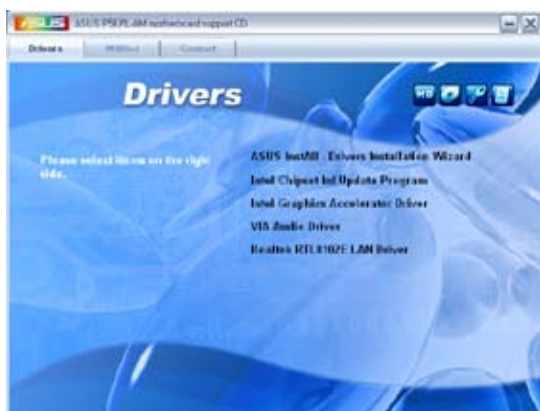 ASUS P5KPL-AM motherboard support CD
Drivers Utilities Contact
Drivers
Please select items on the right side.
ASUS InstAll - Drivers Installation Wizard
Intel Chipset Inf Update Program
Intel Graphics Accelerator Driver
VIA Audio Driver
Realtek RTL8102E LAN Driver